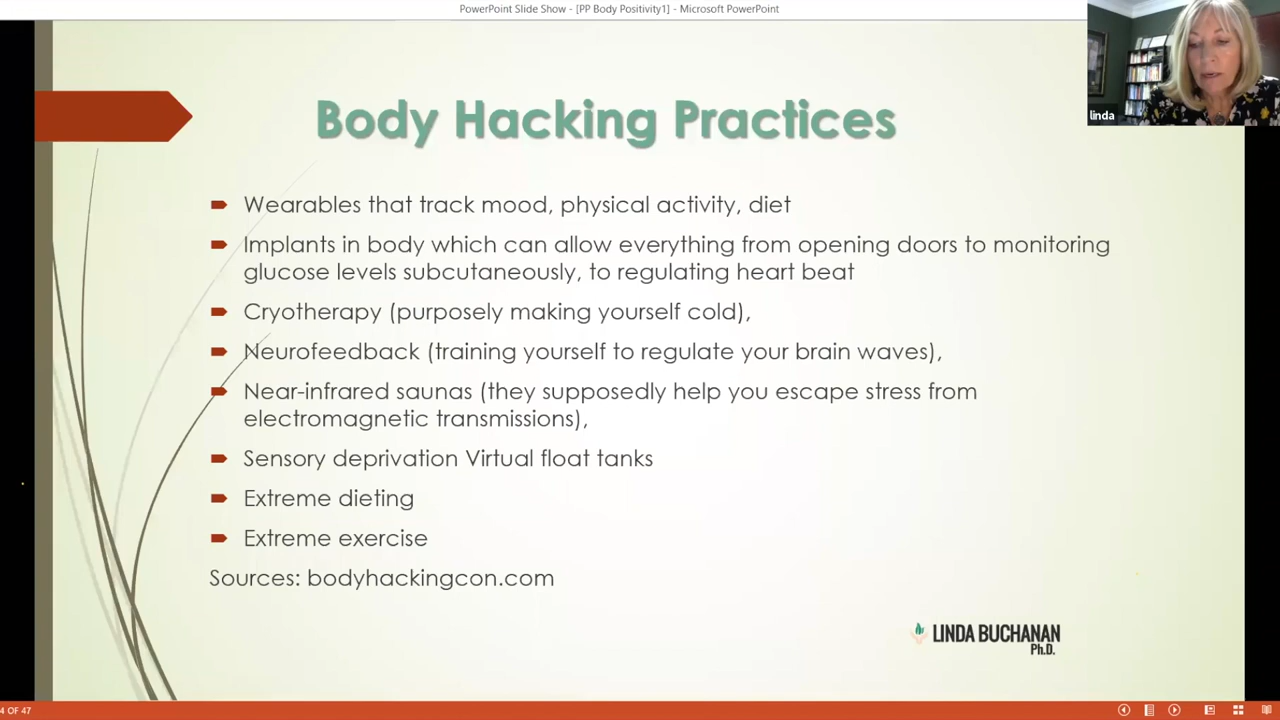 PowerPoint Slide Show - [PP Body Positivity1] - Microsoft PowerPoint
linda
Body Hacking Practices
Wearables that track mood, physical activity, diet
Implants in body which can allow everything from opening doors to monitoring
glucose levels subcutaneously, to regulating heart beat
Cryotherapy (purposely making yourself cold),
Neurofeedback (training yourself to regulate your brain waves),
Near-infrared saunas (they supposedly help you escape stress from
electromagnetic transmissions),
Sensory deprivation Virtual float tanks
Extreme dieting
Extreme exercise
Sources: bodyhackingcon.com
LINDA BUCHANAN
Ph.D.
4 OF 47